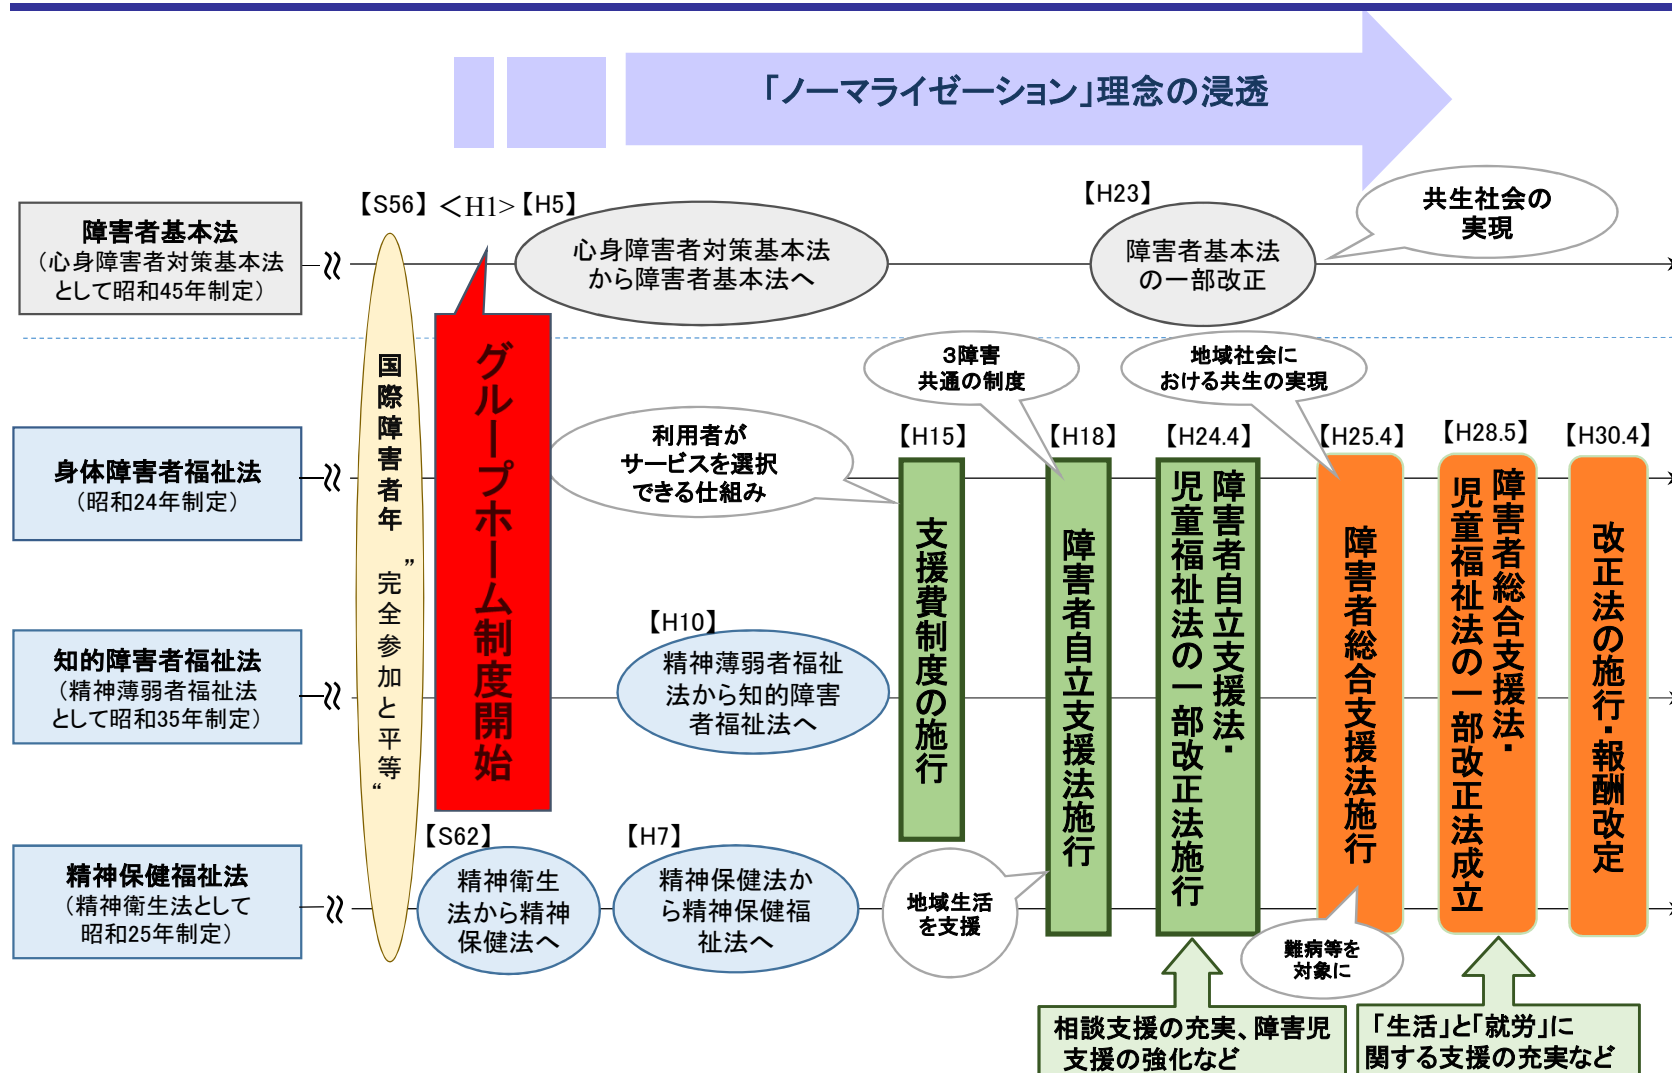 「ノーマライゼーション」理念の浸透
【S56】
＜H1>
【H5】
【H23】
共生社会の
実現
障害者基本法
（心身障害者対策基本法
として昭和45年制定）
心身障害者対策基本法
から障害者基本法へ
障害者基本法
の一部改正
国際障害者年 ”完全参加と平等“
グループホーム制度開始
３障害
共通の制度
地域社会に
おける共生の実現
利用者が
サービスを選択
できる仕組み
【H15】
【H18】
【H24.4】
【H25.4】
【H28.5】
【H30.4】
身体障害者福祉法
（昭和24年制定）
支援費制度の施行
障害者自立支援法施行
障害者自立支援法・
児童福祉法の一部改正法施行
障害者総合支援法施行
障害者総合支援法・
児童福祉法の一部改正法成立
改正法の施行・報酬改定
知的障害者福祉法
（精神薄弱者福祉法
として昭和35年制定）
【H10】
精神薄弱者福祉
法から知的障害
者福祉法へ
精神保健福祉法
（精神衛生法として
昭和25年制定）
【S62】
精神衛生
法から精神
保健法へ
【H7】
精神保健法か
ら精神保健福
祉法へ
地域生活
を支援
難病等を
対象に
相談支援の充実、障害児
支援の強化など
「生活」と「就労」に
関する支援の充実など